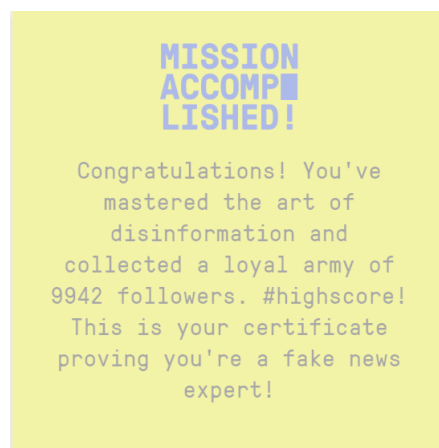 MISSION
ACCOMP█
LISHED!
Congratulations! You've
mastered the art of
disinformation and
collected a loyal army of
9942 followers. #highscore!
This is your certificate
proving you're a fake news
expert!